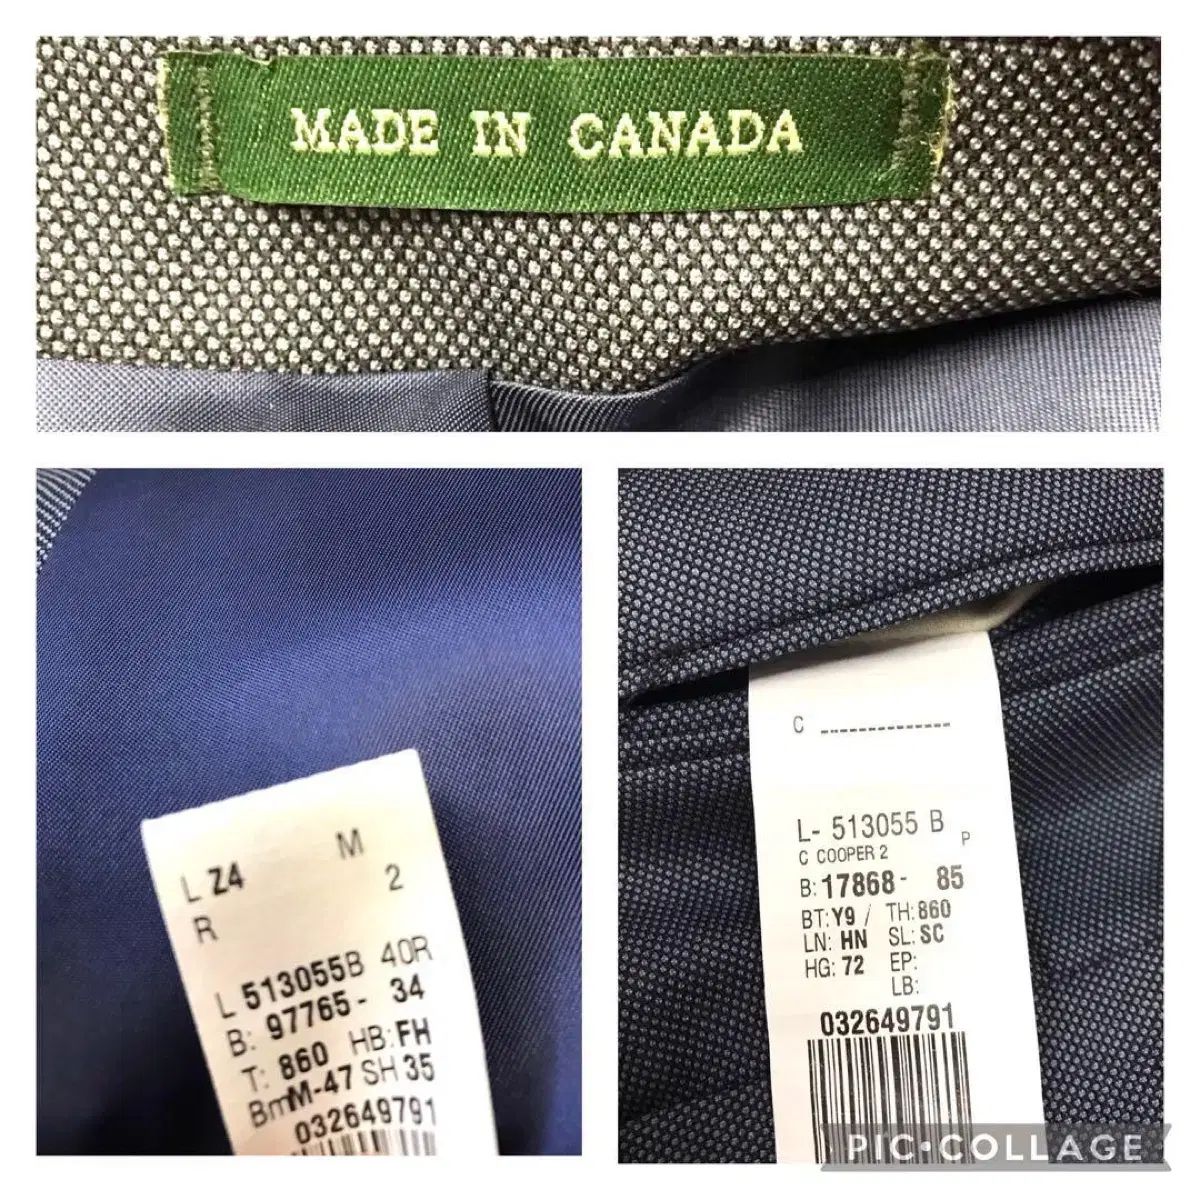 MADE IN CANADA
M
L Z4 2
R
L 513055B 40R
B: 97765- 34
T: 860 HB: FH
BmM-47 SH 35
032649791
C ---------------
L- 513055 B P
C COOPER 2
B: 17868- 85
BT: Y9 / TH: 860
LN: HN SL: SC
HG: 72 EP:
LB:
032649791
PIC•COLLAGE